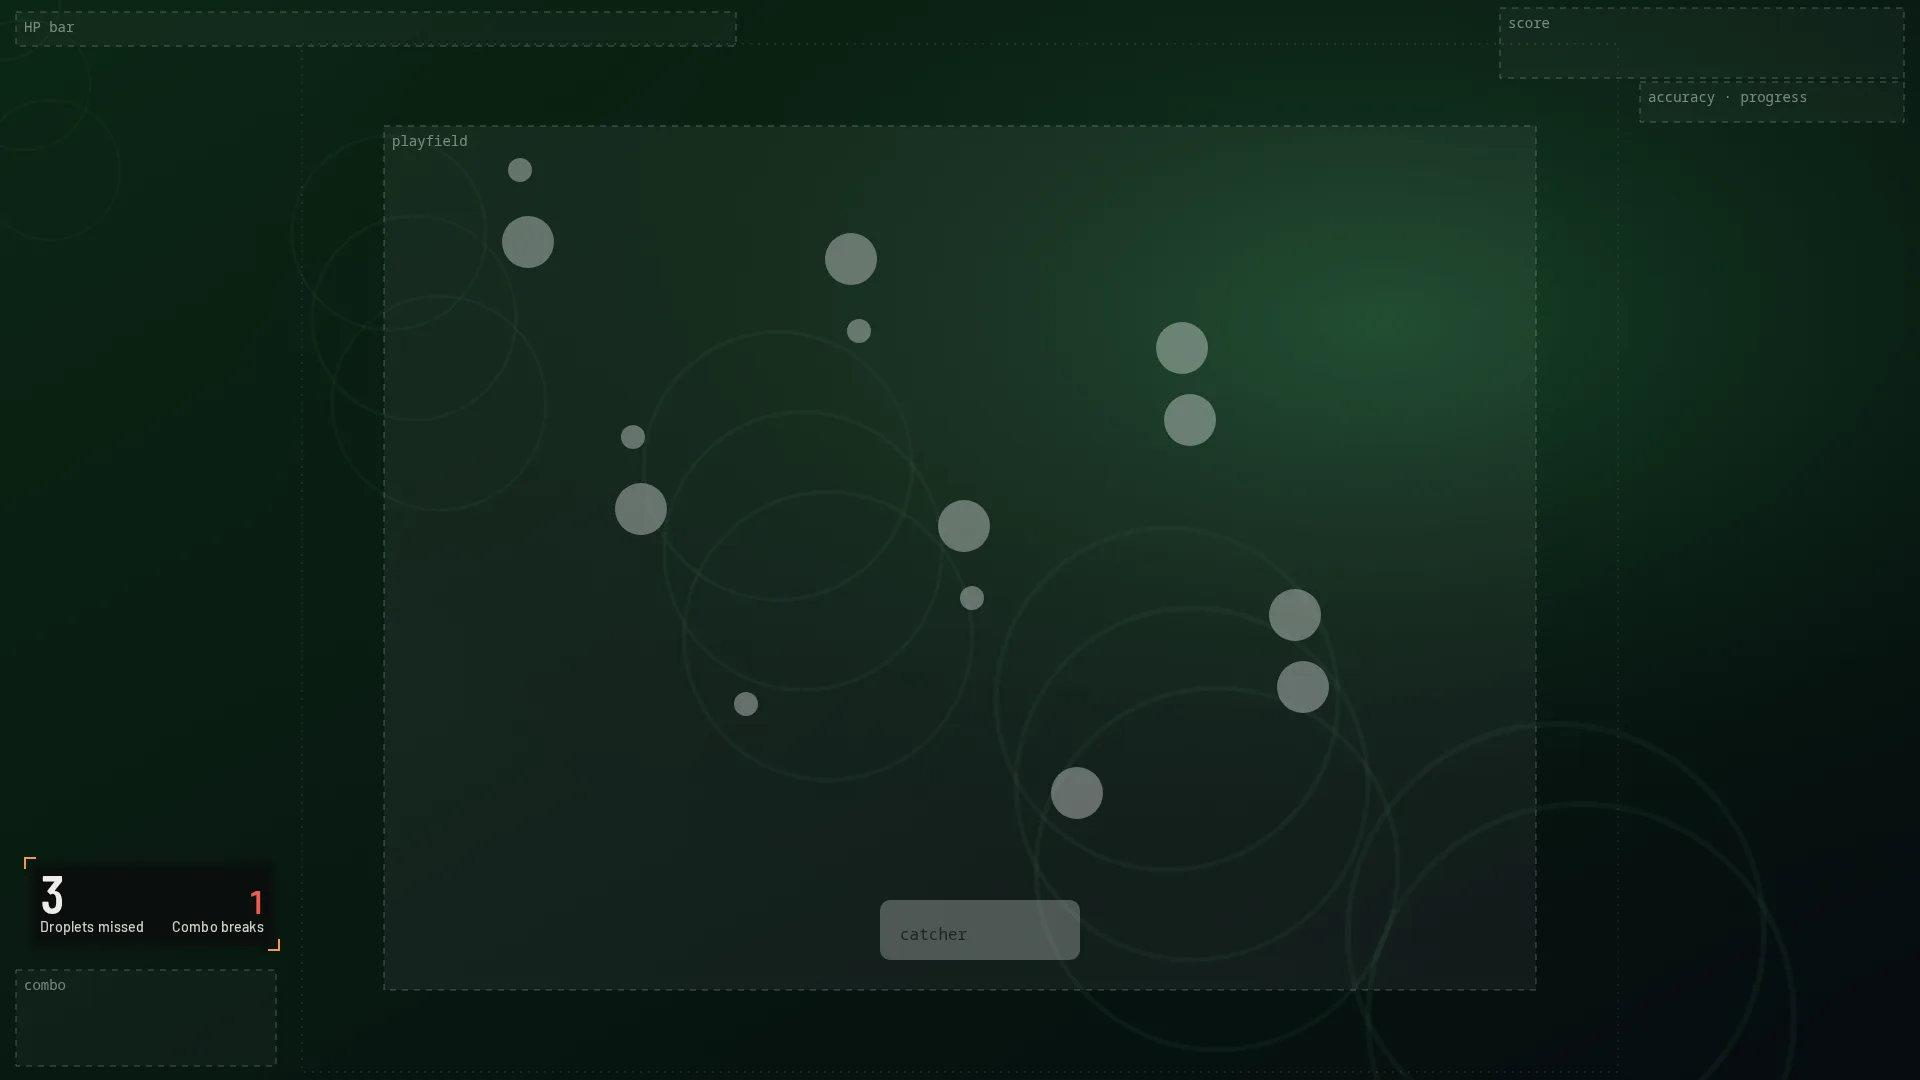 HP bar
score
accuracy · progress
playfield
3
1
Droplets missed
Combo breaks
catcher
combo